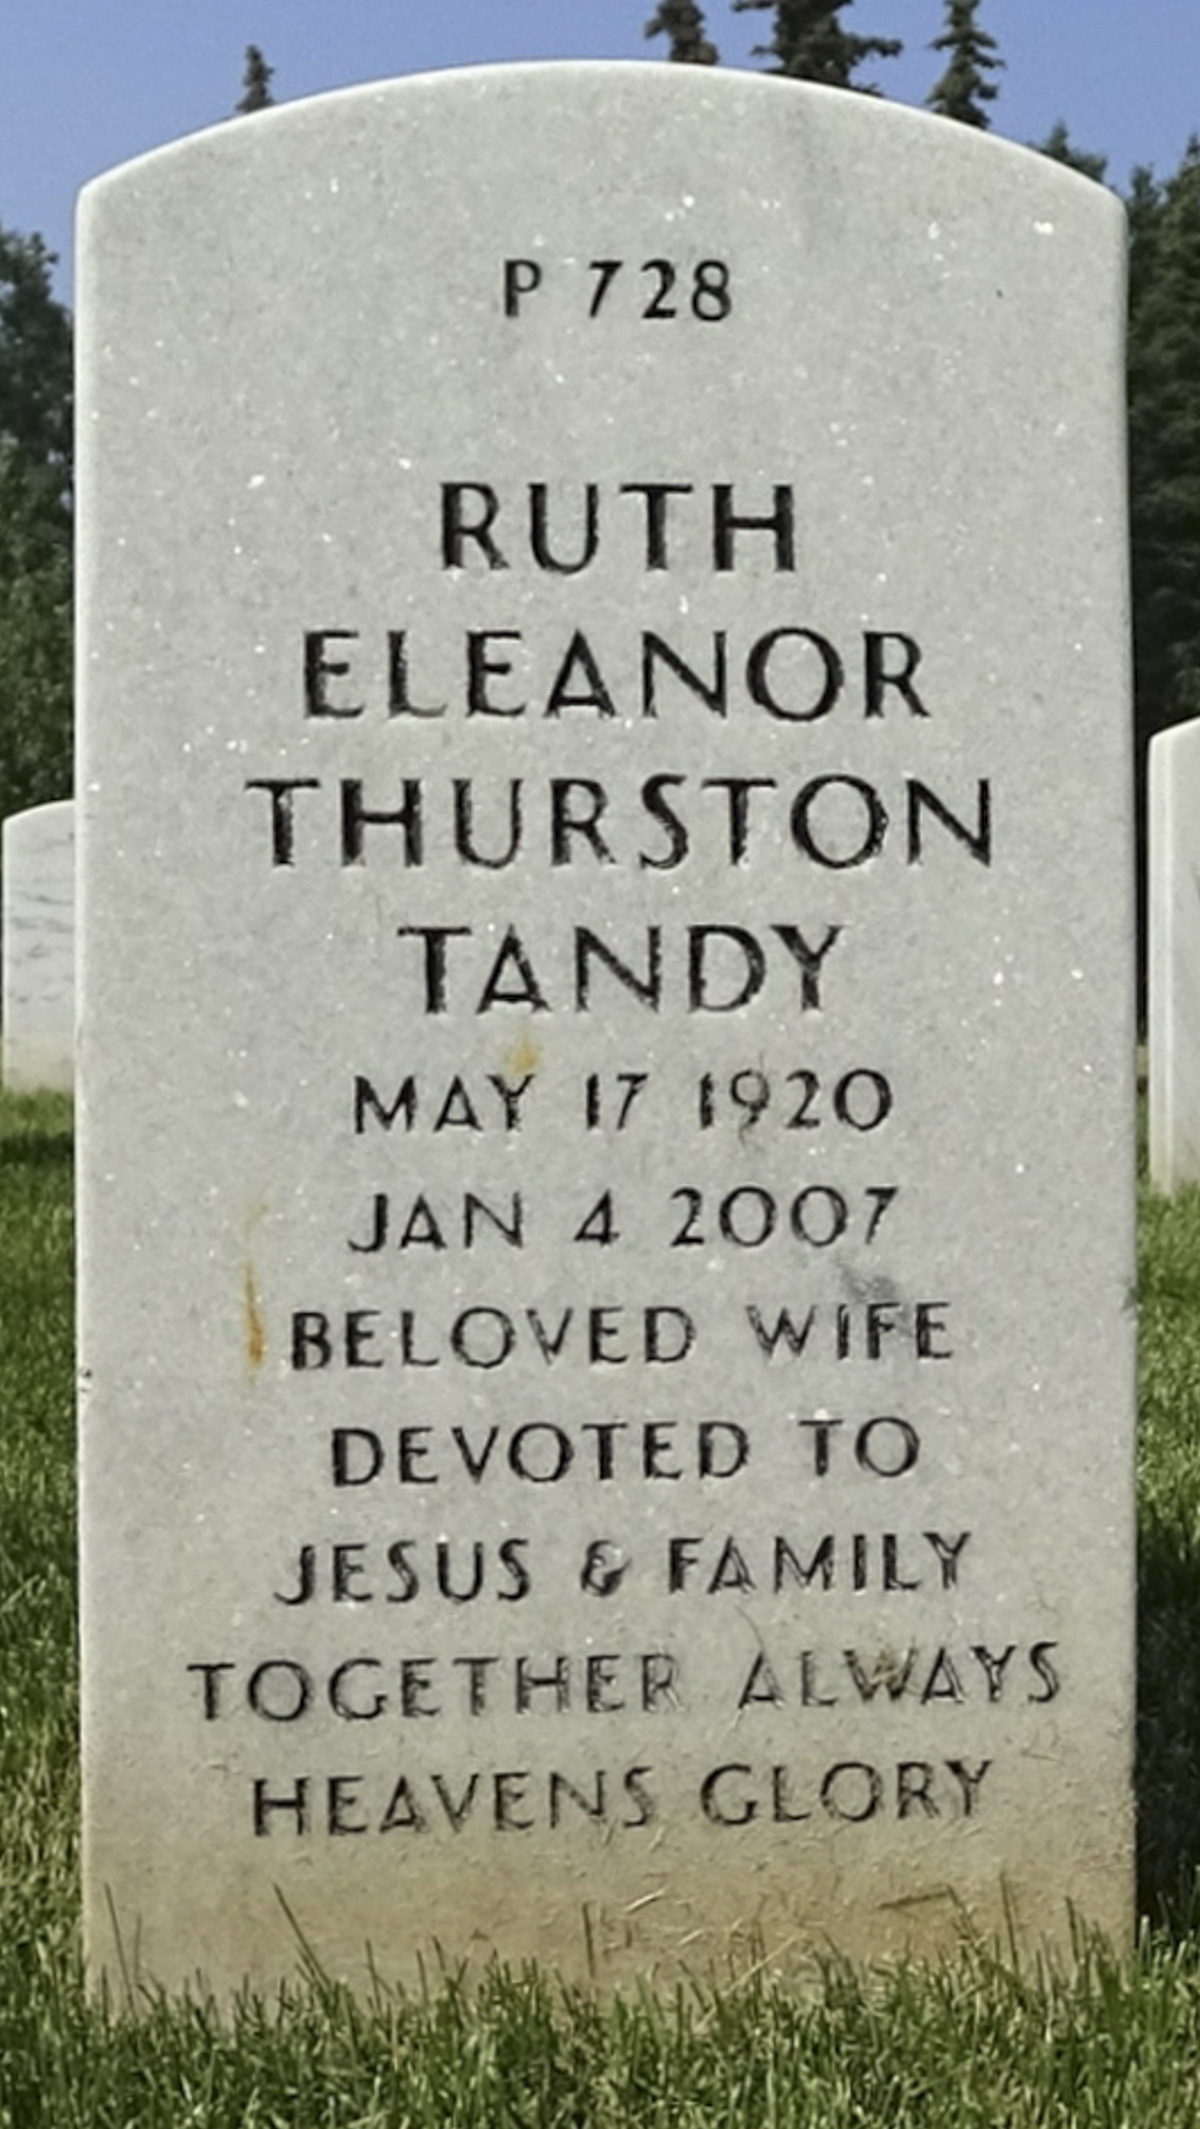 P 728
RUTH
ELEANOR
THURSTON
TANDY
MAY 17 1920
JAN 4 2007
BELOVED WIFE
DEVOTED TO
JESUS & FAMILY
TOGETHER ALWAYS
HEAVENS GLORY